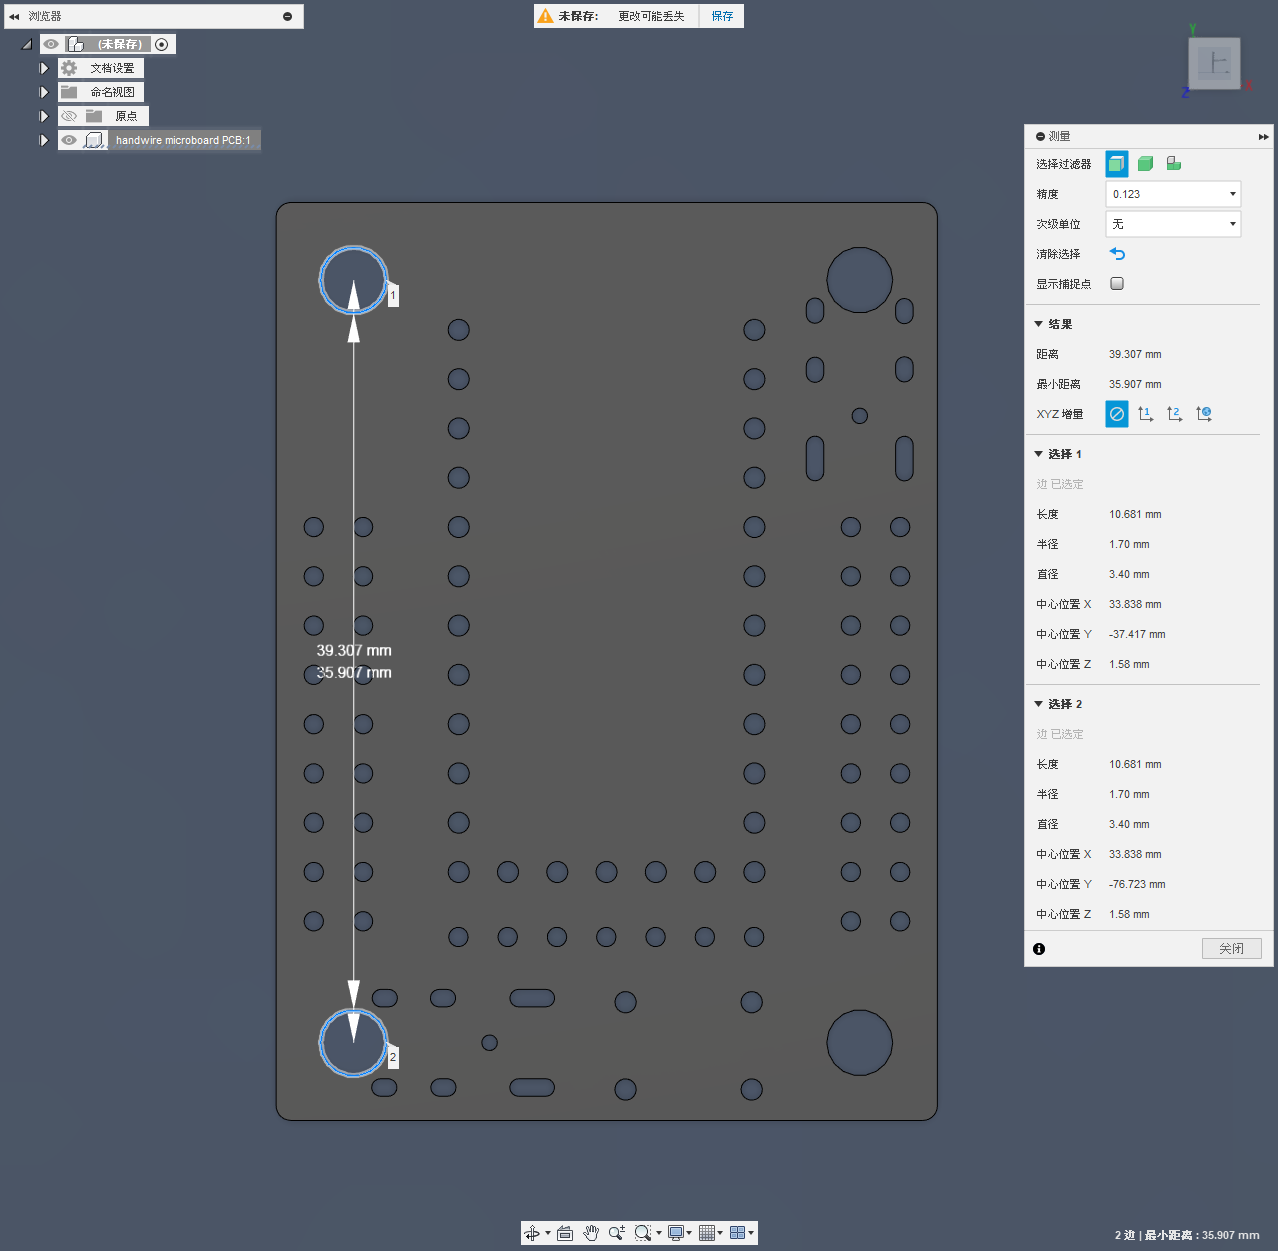 浏览器
未保存: 更改可能丢失 保存
(未保存)
文档设置
命名视图
原点
handwire microboard PCB:1
Y
上
Z X
1
39.307 mm
35.907 mm
2
测量
选择过滤器
精度 0.123
次级单位 无
清除选择
显示捕捉点
结果
距离 39.307 mm
最小距离 35.907 mm
XYZ 增量 1 2
选择 1
边 已选定
长度 10.681 mm
半径 1.70 mm
直径 3.40 mm
中心位置 X 33.838 mm
中心位置 Y -37.417 mm
中心位置 Z 1.58 mm
选择 2
边 已选定
长度 10.681 mm
半径 1.70 mm
直径 3.40 mm
中心位置 X 33.838 mm
中心位置 Y -76.723 mm
中心位置 Z 1.58 mm
关闭
2 边 | 最小距离 : 35.907 mm